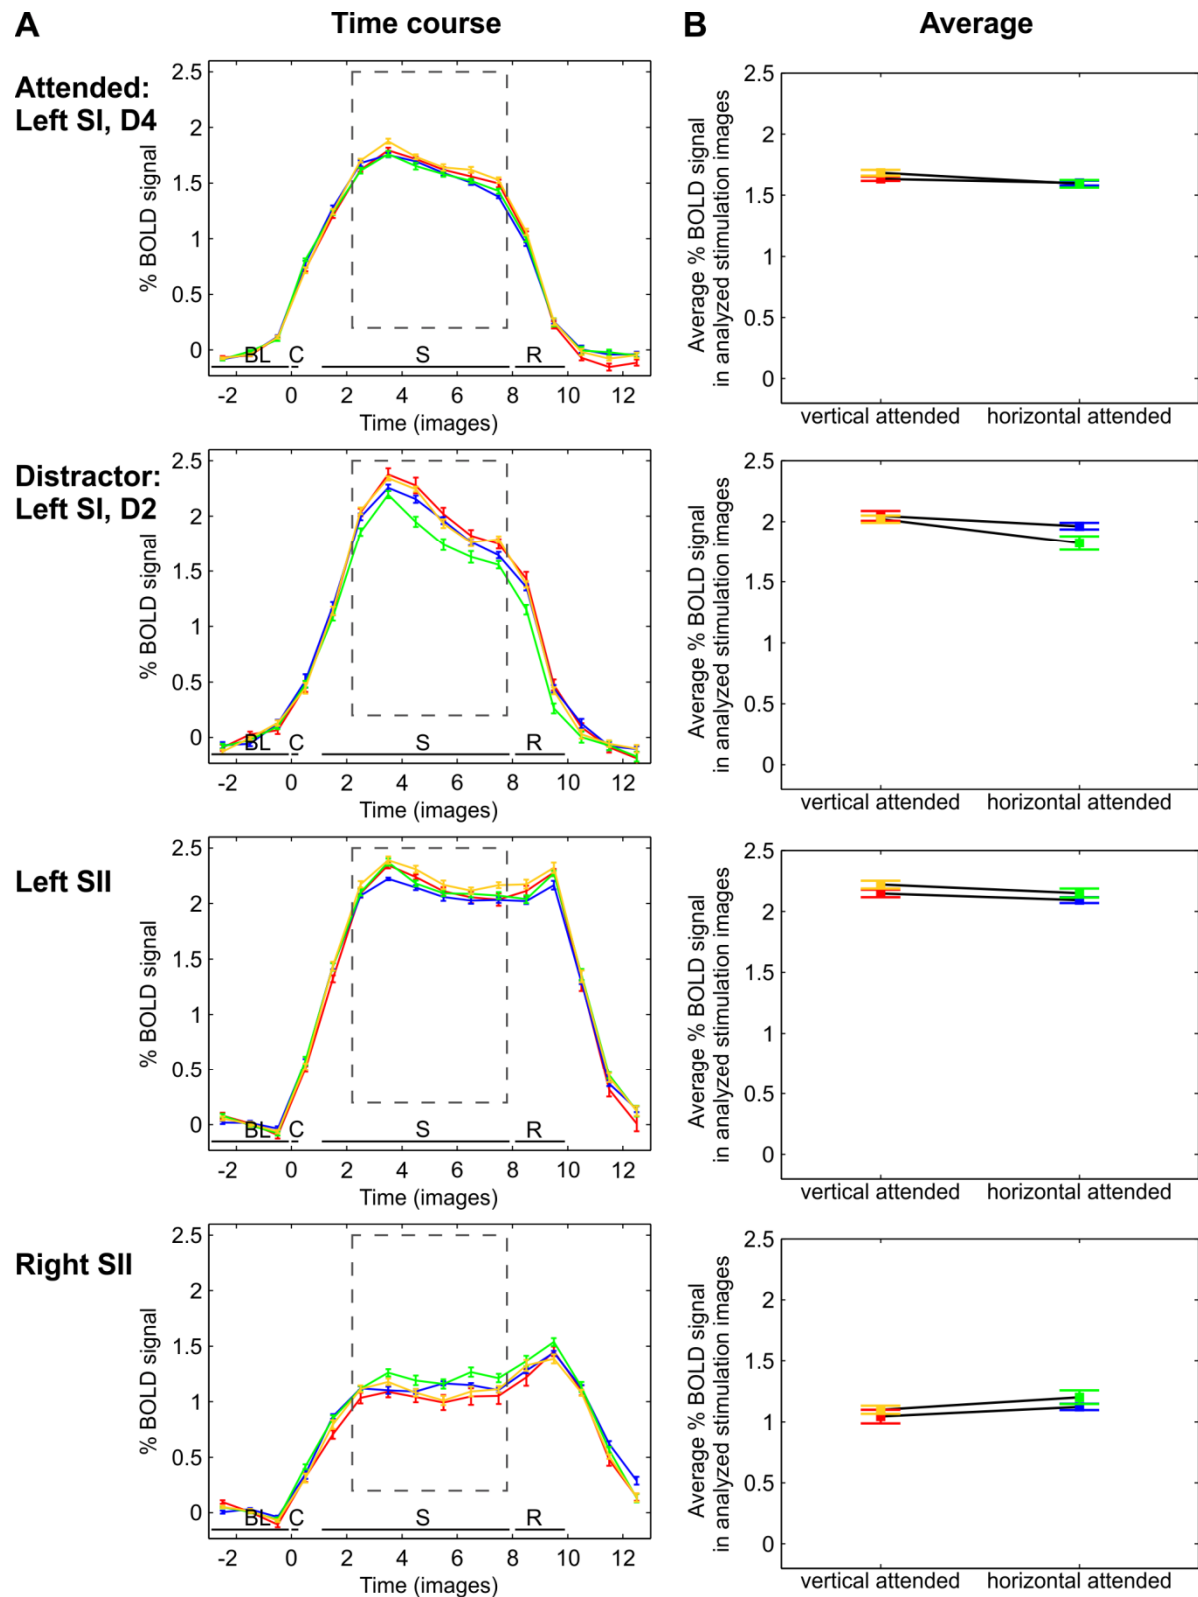 A
Time course
B
Average
Attended:
Left SI, D4
% BOLD signal
2.5
2
1.5
1
0.5
0
BL
C
S
R
-2
0
2
4
6
8
10
12
Time (images)
Average % BOLD signal
in analyzed stimulation images
2.5
2
1.5
1
0.5
0
vertical attended
horizontal attended
Distractor:
Left SI, D2
% BOLD signal
2.5
2
1.5
1
0.5
0
BL
C
S
R
-2
0
2
4
6
8
10
12
Time (images)
Average % BOLD signal
in analyzed stimulation images
2.5
2
1.5
1
0.5
0
vertical attended
horizontal attended
Left SII
% BOLD signal
2.5
2
1.5
1
0.5
0
BL
C
S
R
-2
0
2
4
6
8
10
12
Time (images)
Average % BOLD signal
in analyzed stimulation images
2.5
2
1.5
1
0.5
0
vertical attended
horizontal attended
Right SII
% BOLD signal
2.5
2
1.5
1
0.5
0
BL
C
S
R
-2
0
2
4
6
8
10
12
Time (images)
Average % BOLD signal
in analyzed stimulation images
2.5
2
1.5
1
0.5
0
vertical attended
horizontal attended